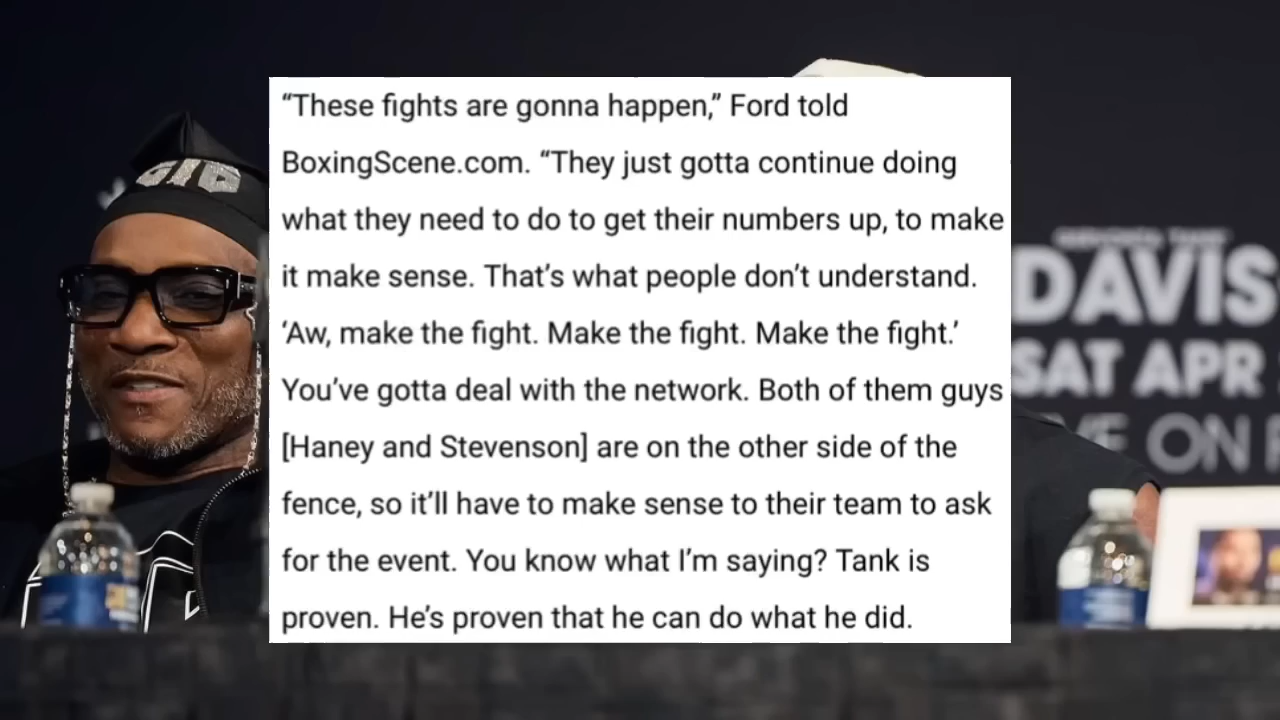 “These fights are gonna happen,” Ford told
BoxingScene.com. “They just gotta continue doing
what they need to do to get their numbers up, to make
it make sense. That’s what people don’t understand.
‘Aw, make the fight. Make the fight. Make the fight.’
You’ve gotta deal with the network. Both of them guys
[Haney and Stevenson] are on the other side of the
fence, so it’ll have to make sense to their team to ask
for the event. You know what I’m saying? Tank is
proven. He’s proven that he can do what he did.
DAVIS
SAT APR
ON